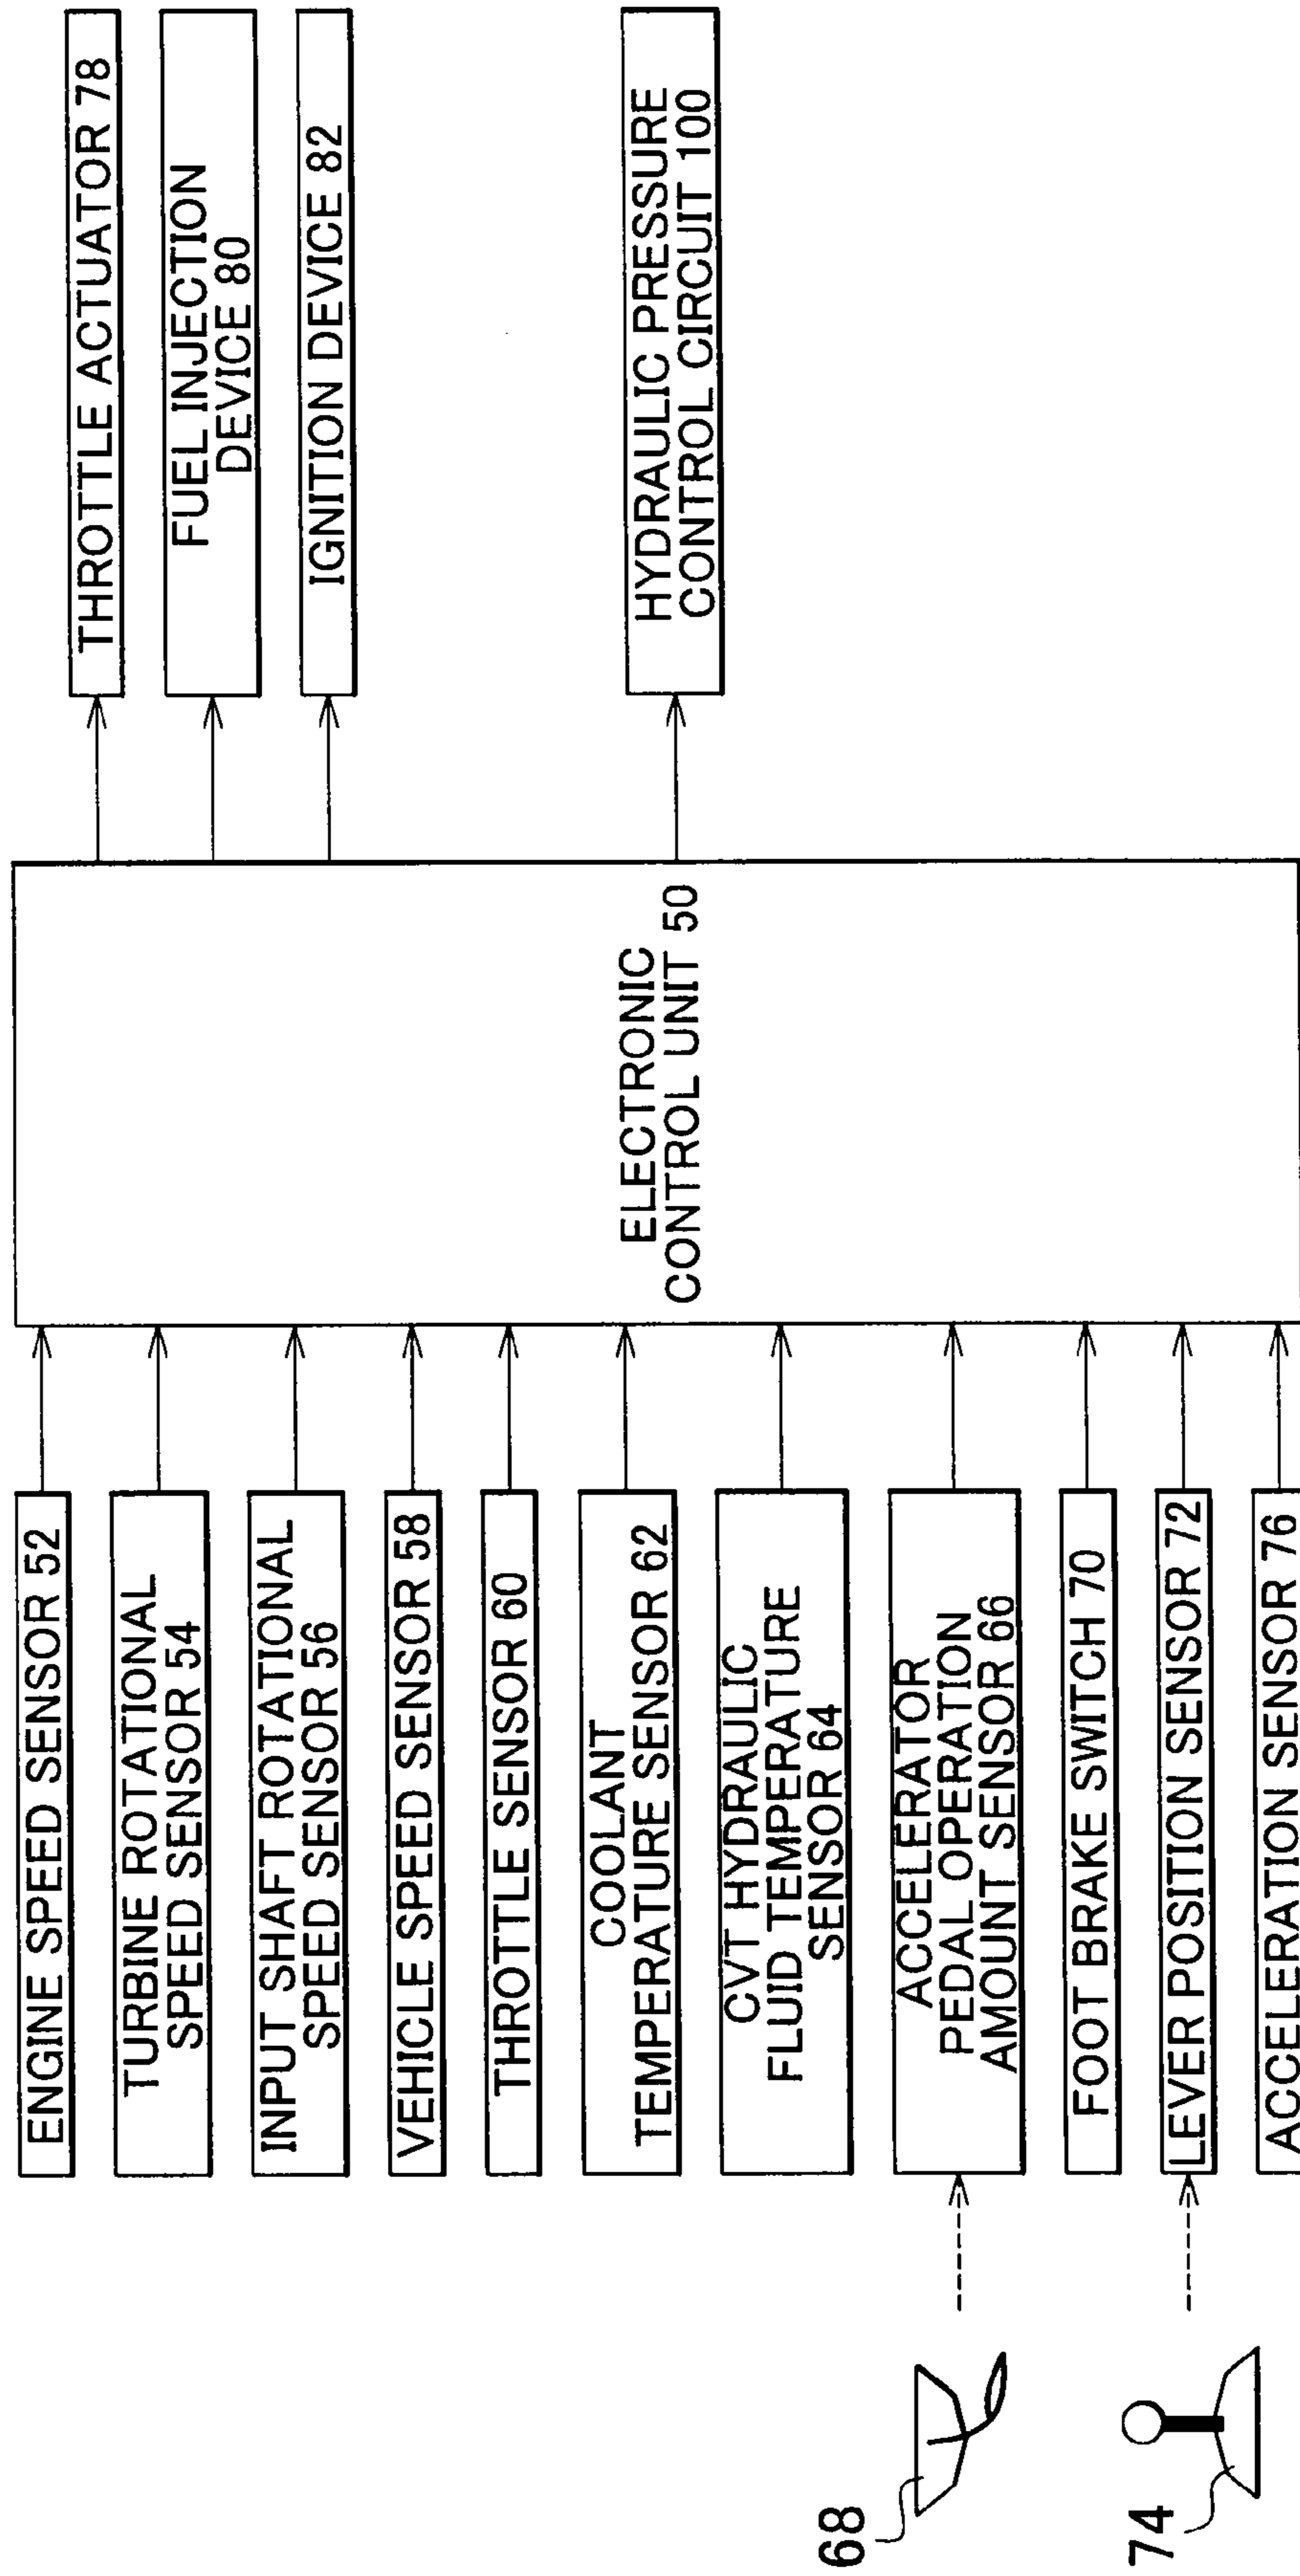 ENGINE SPEED SENSOR 52
TURBINE ROTATIONAL
SPEED SENSOR 54
INPUT SHAFT ROTATIONAL
SPEED SENSOR 56
VEHICLE SPEED SENSOR 58
THROTTLE SENSOR 60
COOLANT
TEMPERATURE SENSOR 62
CVT HYDRAULIC
FLUID TEMPERATURE
SENSOR 64
68
ACCELERATOR
PEDAL OPERATION
AMOUNT SENSOR 66
FOOT BRAKE SWITCH 70
74
LEVER POSITION SENSOR 72
ACCELERATION SENSOR 76
ELECTRONIC
CONTROL UNIT 50
THROTTLE ACTUATOR 78
FUEL INJECTION
DEVICE 80
IGNITION DEVICE 82
HYDRAULIC PRESSURE
CONTROL CIRCUIT 100